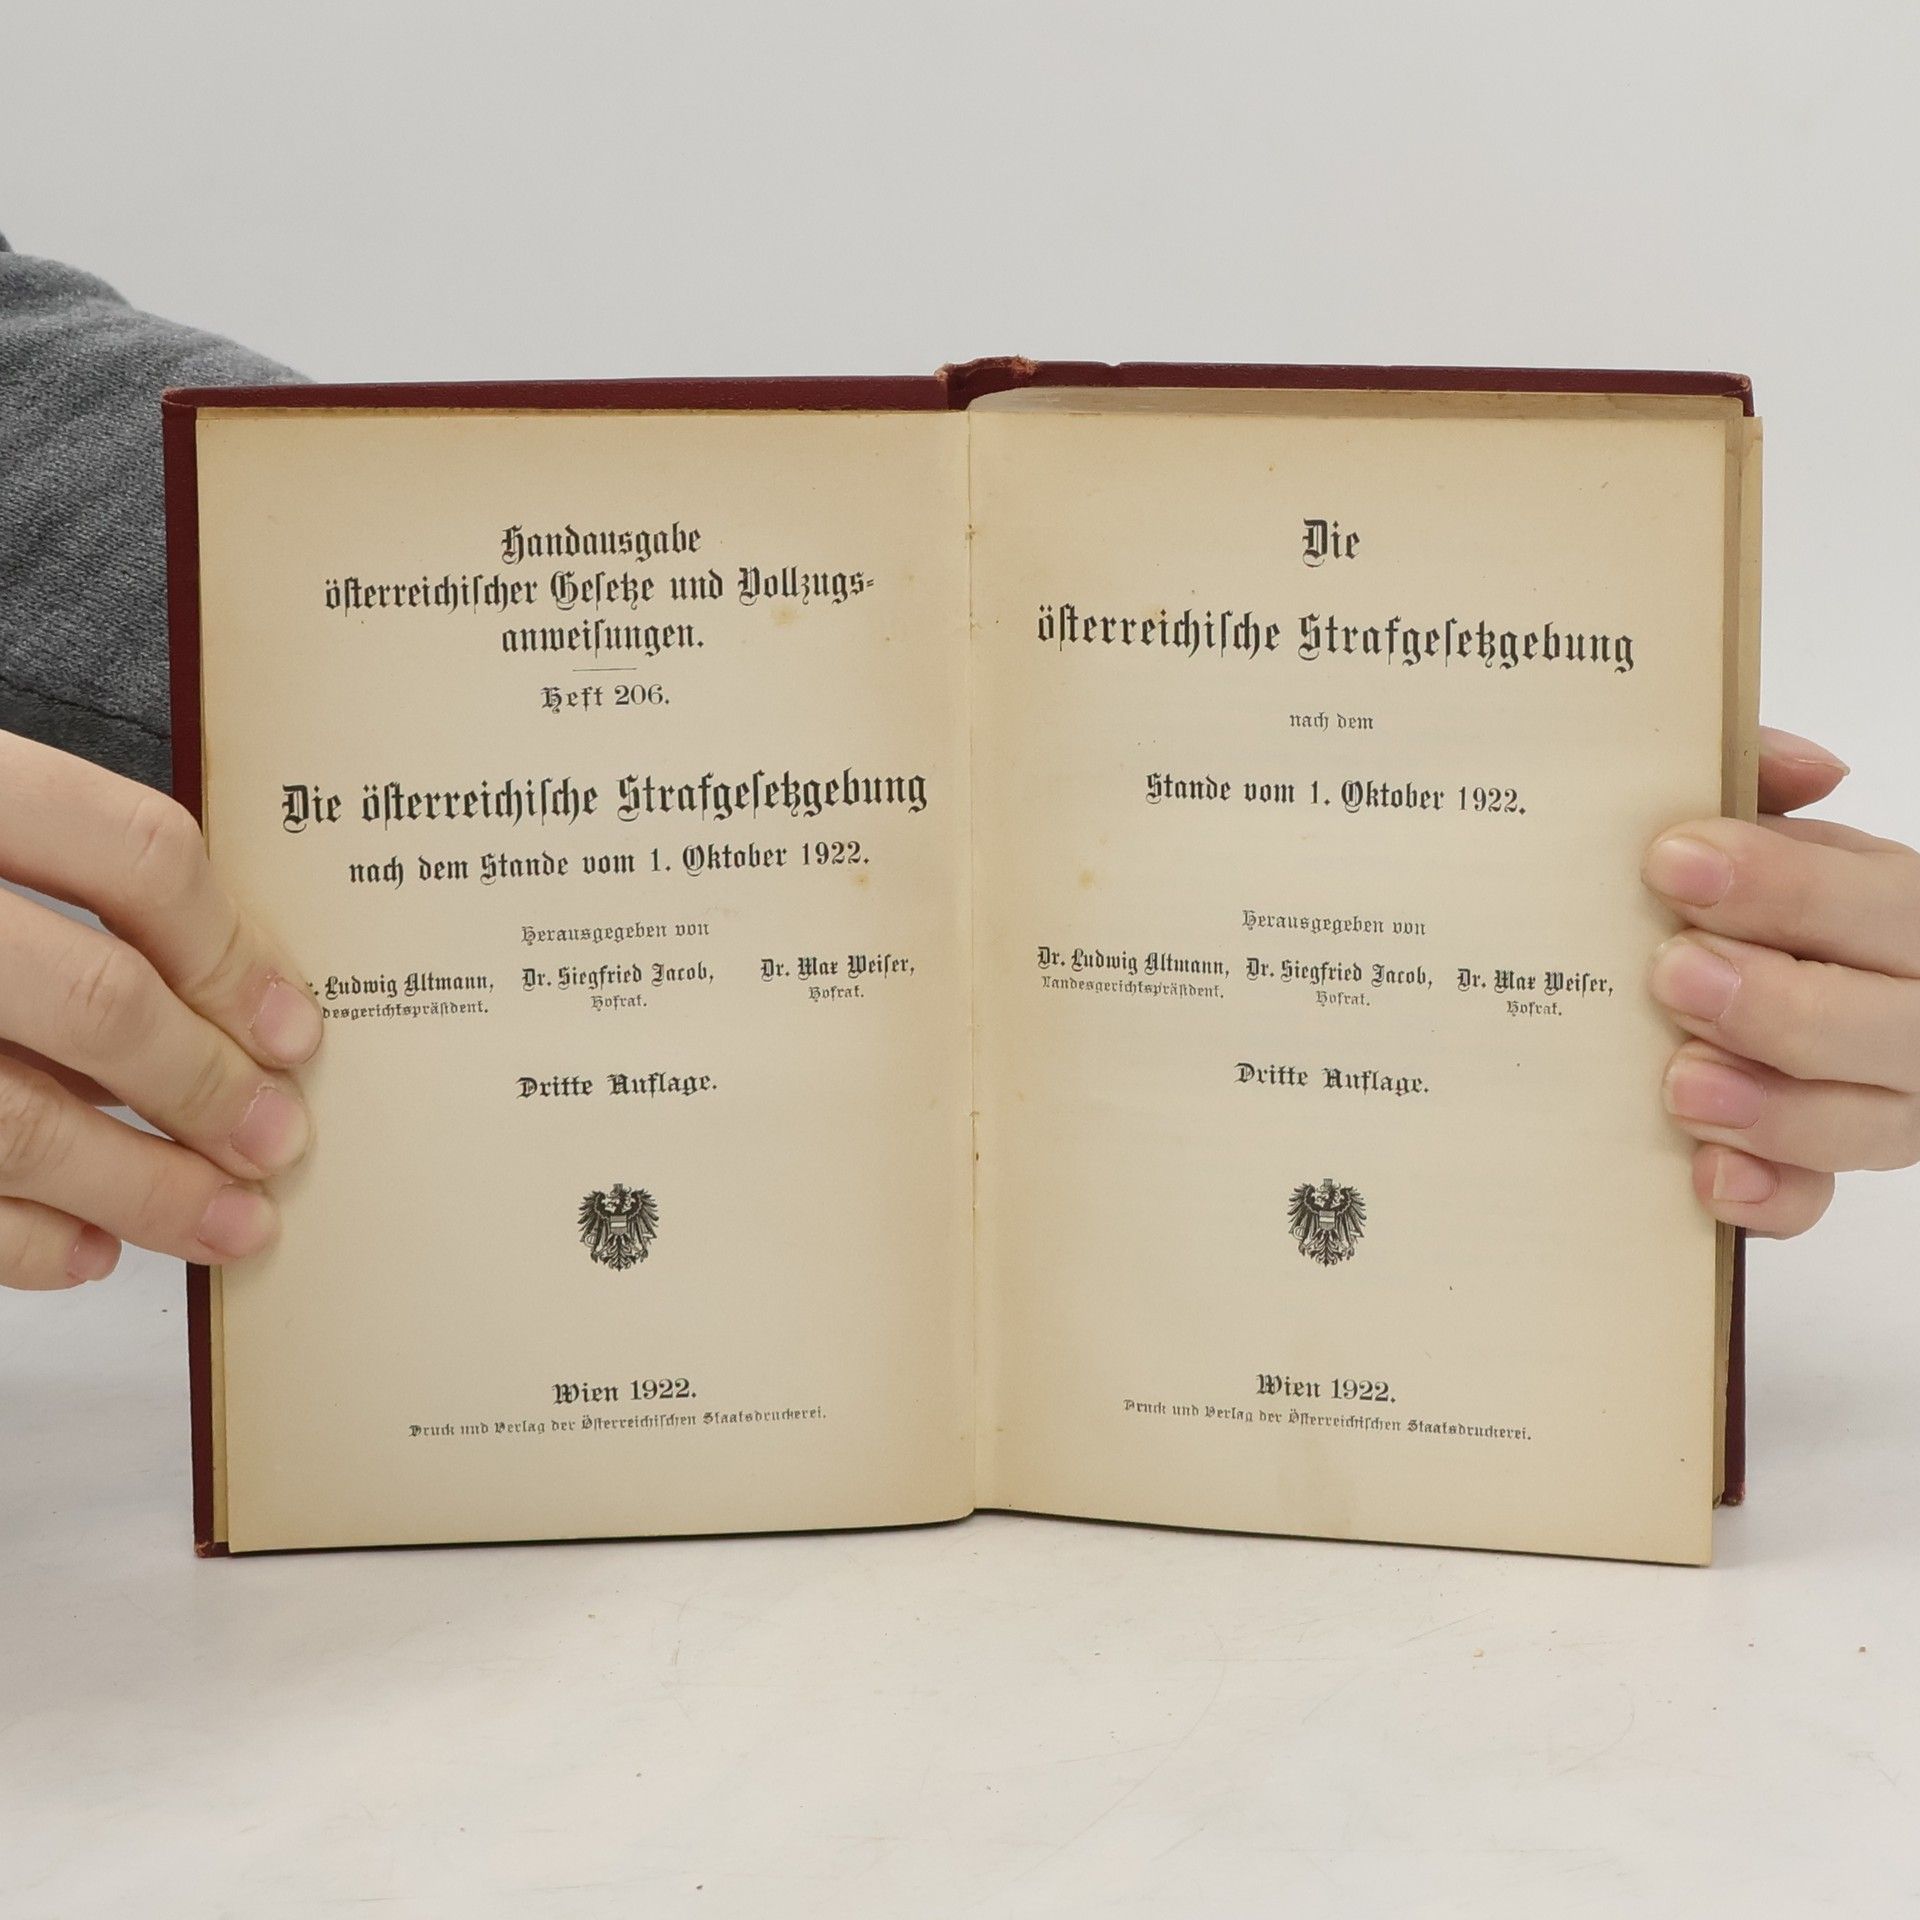 Handausgabe
öſterreichiſcher Geſetze und Vollzugs-
anweiſungen.
Heft 206.
Die öſterreichiſche Strafgeſetzgebung
nach dem Stande vom 1. Oktober 1922.
Herausgegeben von
Ludwig Altmann, Dr. Siegfried Jacob, Dr. Max Weiſer,
desgerichtspräſident. Hofrat. Hofrat.
Dritte Auflage.
Wien 1922.
Druck und Verlag der Öſterreichiſchen Staatsdruckerei.
Die
öſterreichiſche Strafgeſetzgebung
nach dem
Stande vom 1. Oktober 1922.
Herausgegeben von
Dr. Ludwig Altmann, Dr. Siegfried Jacob, Dr. Max Weiſer,
Landesgerichtspräſident. Hofrat. Hofrat.
Dritte Auflage.
Wien 1922.
Druck und Verlag der Öſterreichiſchen Staatsdruckerei.